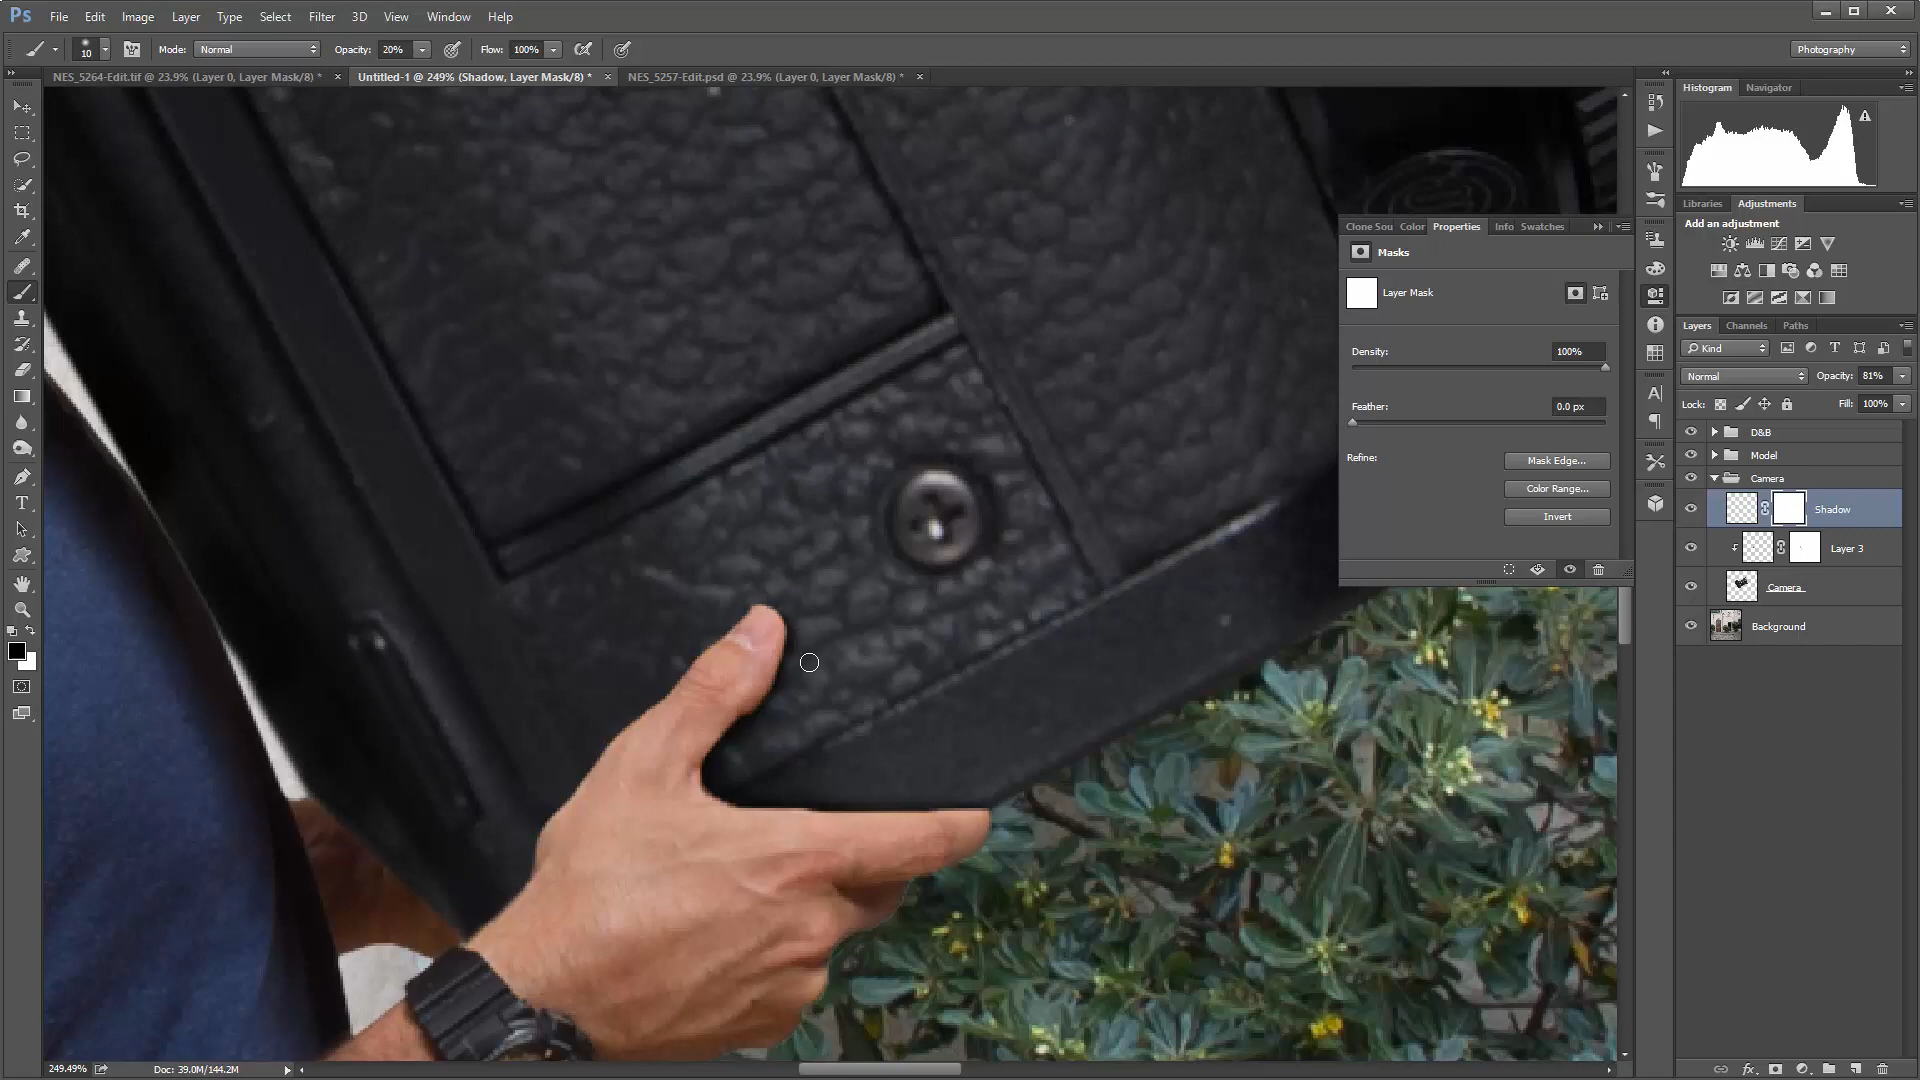 Ps File Edit Image Layer Type Select Filter 3D View Window Help
10 Mode: Normal Opacity: 20% Flow: 100% Photography
NES_5264-Edit.tif @ 23.9% (Layer 0, Layer Mask/8) * × Untitled-1 @ 249% (Shadow, Layer Mask/8) * × NES_5257-Edit.psd @ 23.9% (Layer 0, Layer Mask/8) * ×
Histogram Navigator
Libraries Adjustments
Add an adjustment
Clone Sou Color Properties Info Swatches
Masks
Layer Mask
Density: 100%
Feather: 0.0 px
Refine: Mask Edge...
Color Range...
Invert
Layers Channels Paths
Kind
Normal Opacity: 81%
Lock: Fill: 100%
D&B
Model
Camera
Shadow
Layer 3
Camera
Background
249.49% Doc: 39.0M/144.2M
fx